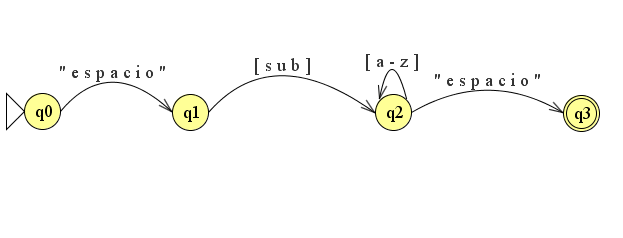 "espacio"
[sub]
[a-z]
"espacio"
q0
q1
q2
q3